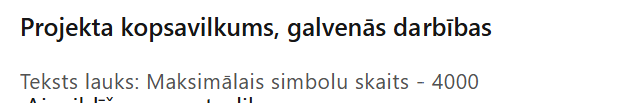 Projekta kopsavilkums, galvenās darbības
Teksts lauks: Maksimālais simbolu skaits - 4000